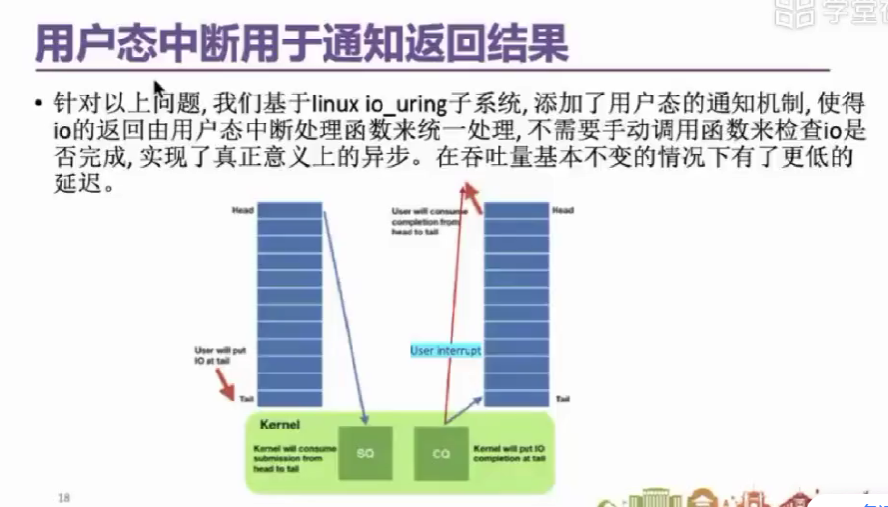 学堂在
用户态中断用于通知返回结果
• 针对以上问题, 我们基于linux io_uring子系统, 添加了用户态的通知机制, 使得
io的返回由用户态中断处理函数来统一处理, 不需要手动调用函数来检查io是
否完成, 实现了真正意义上的异步。在吞吐量基本不变的情况下有了更低的
延迟。
Head
User will consume
completion from
head to tail
Head
User will put
IO at tail
User interrupt
Tail
Tail
Kernel
Kernel will consume
submission from
head to tail
SQ
CQ
Kernel will put IO
completion at tail
18